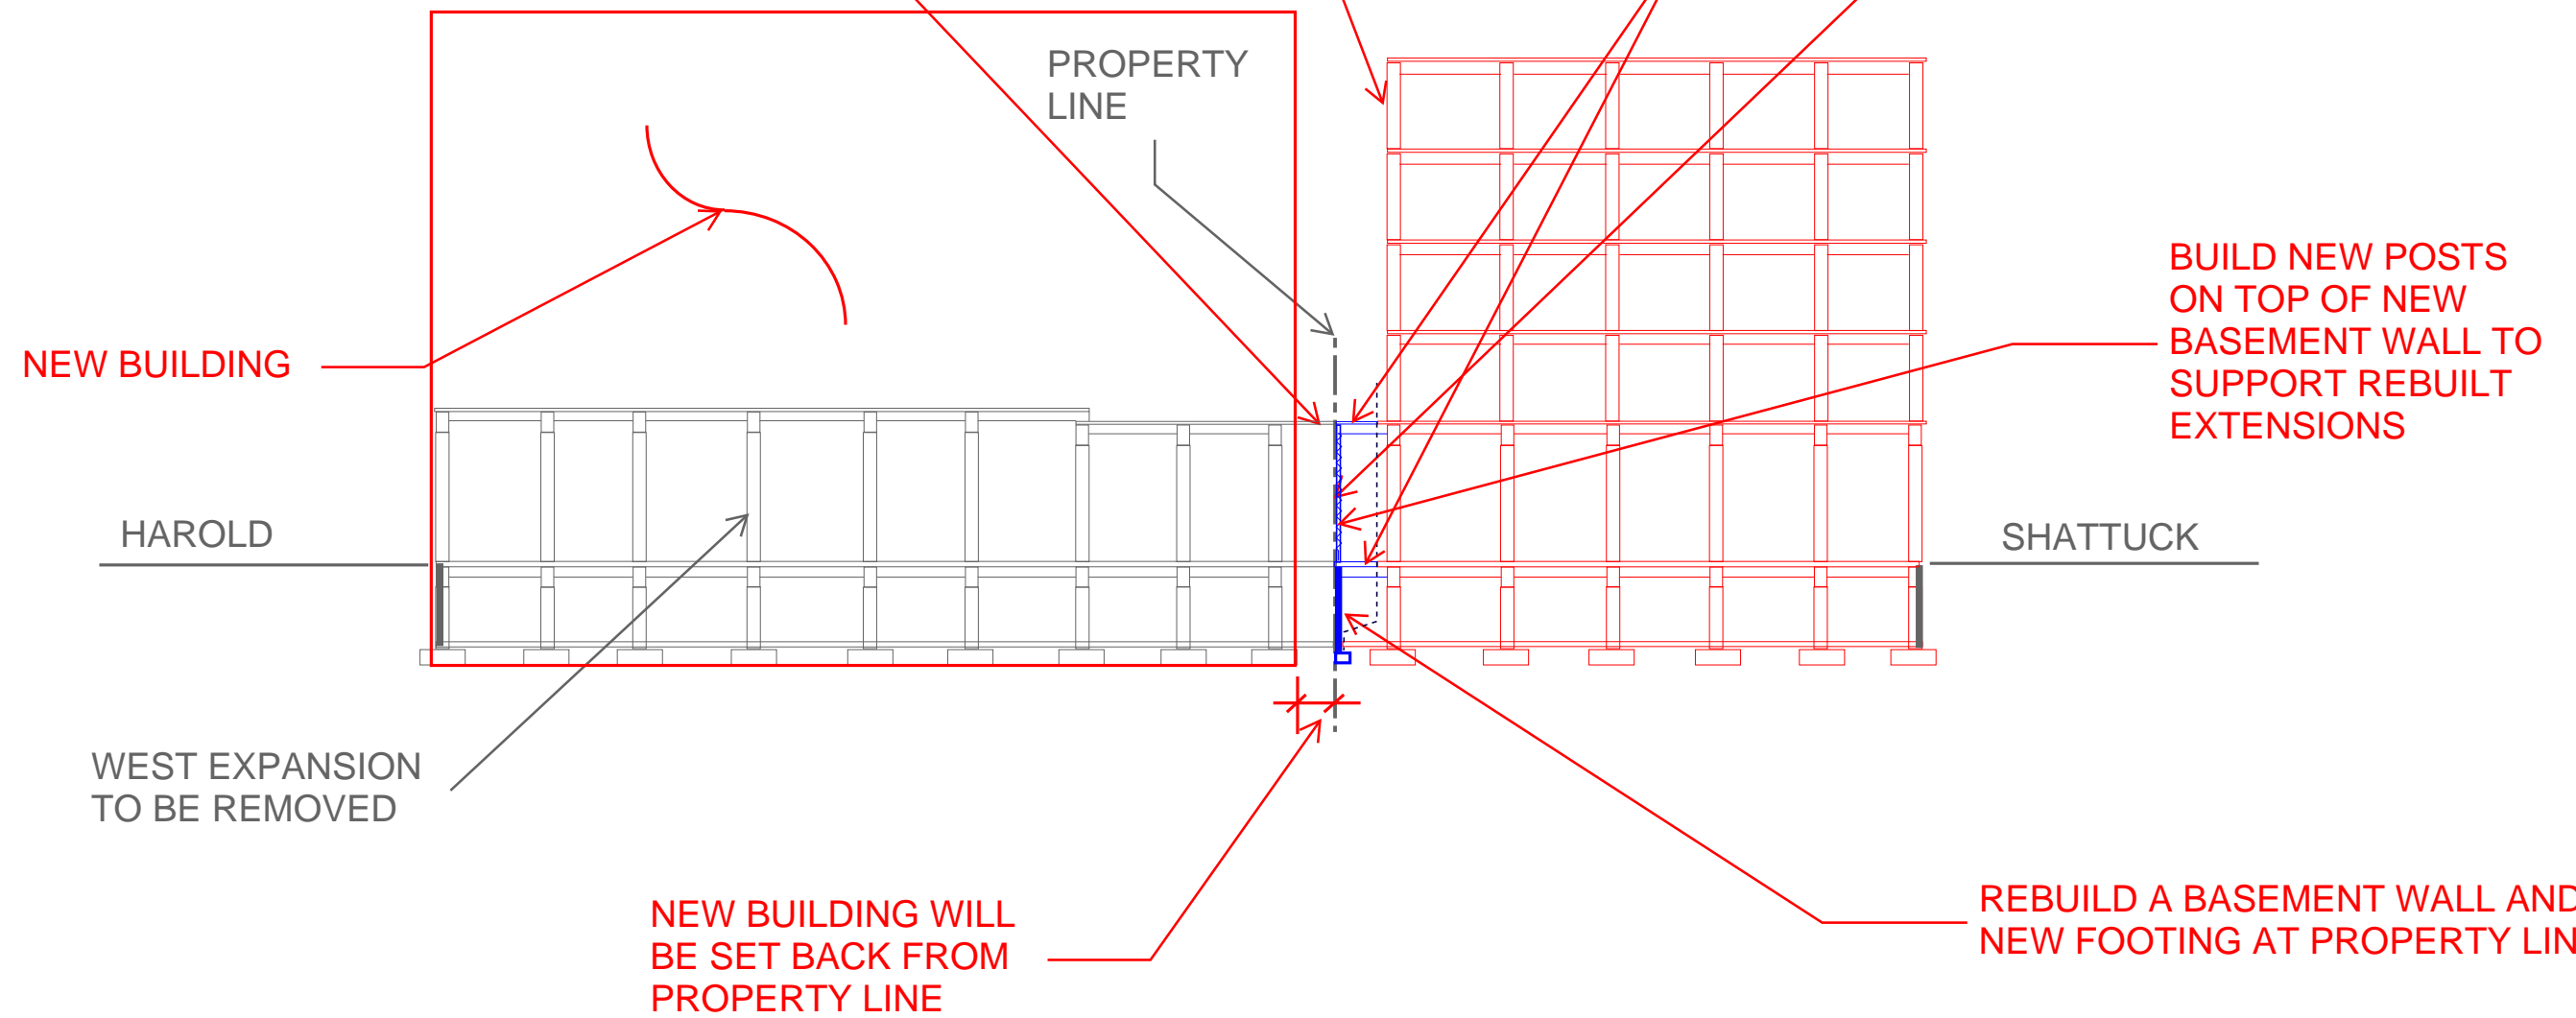 PROPERTY
LINE
BUILD NEW POSTS
ON TOP OF NEW
BASEMENT WALL TO
SUPPORT REBUILT
EXTENSIONS
NEW BUILDING
HAROLD
SHATTUCK
WEST EXPANSION
TO BE REMOVED
NEW BUILDING WILL
BE SET BACK FROM
PROPERTY LINE
REBUILD A BASEMENT WALL AND
NEW FOOTING AT PROPERTY LIN